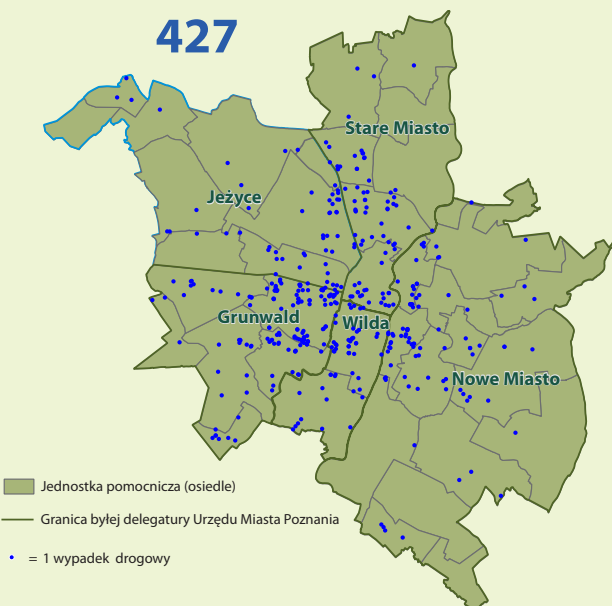 427
Stare Miasto
Jeżyce
Grunwald
Wilda
Nowe Miasto
Jednostka pomocnicza (osiedle)
Granica byłej delegatury Urzędu Miasta Poznania
= 1 wypadek drogowy